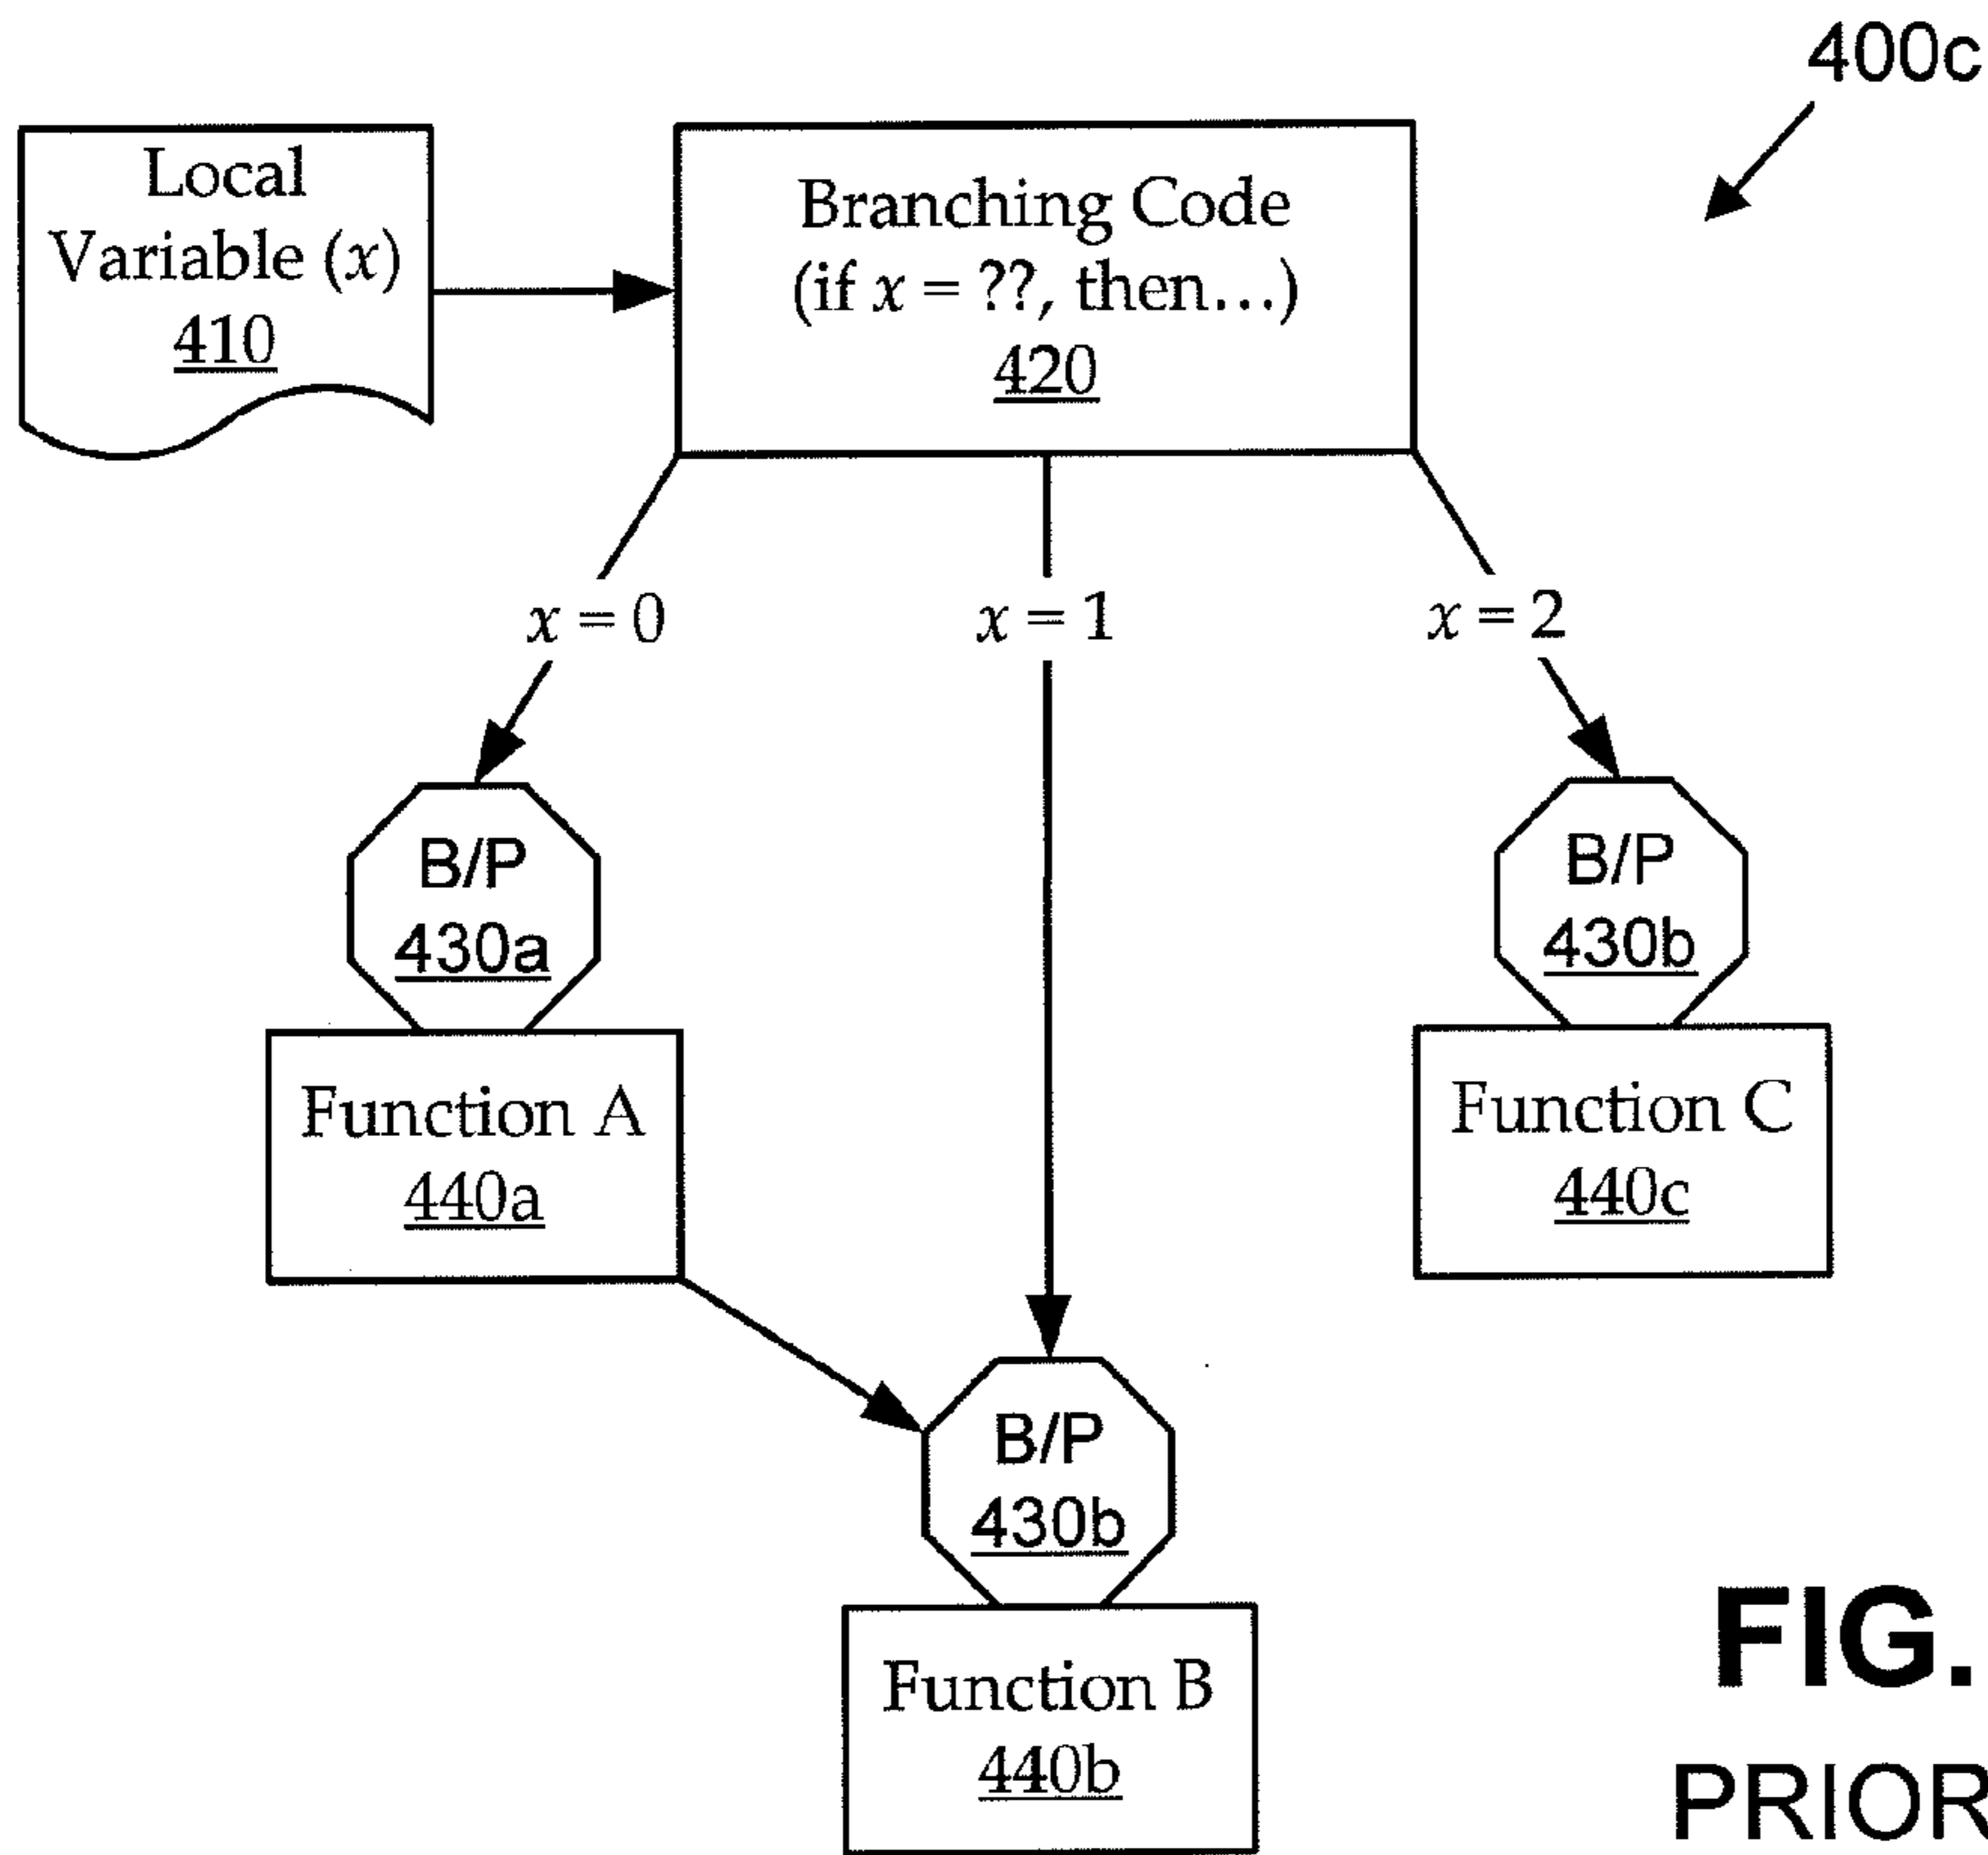 400c
Local
Variable (x)
410
Branching Code
(if x = ??, then...)
420
x = 0
x = 1
x = 2
B/P
430a
B/P
430b
Function A
440a
Function C
440c
B/P
430b
Function B
440b
FIG.
PRIOR